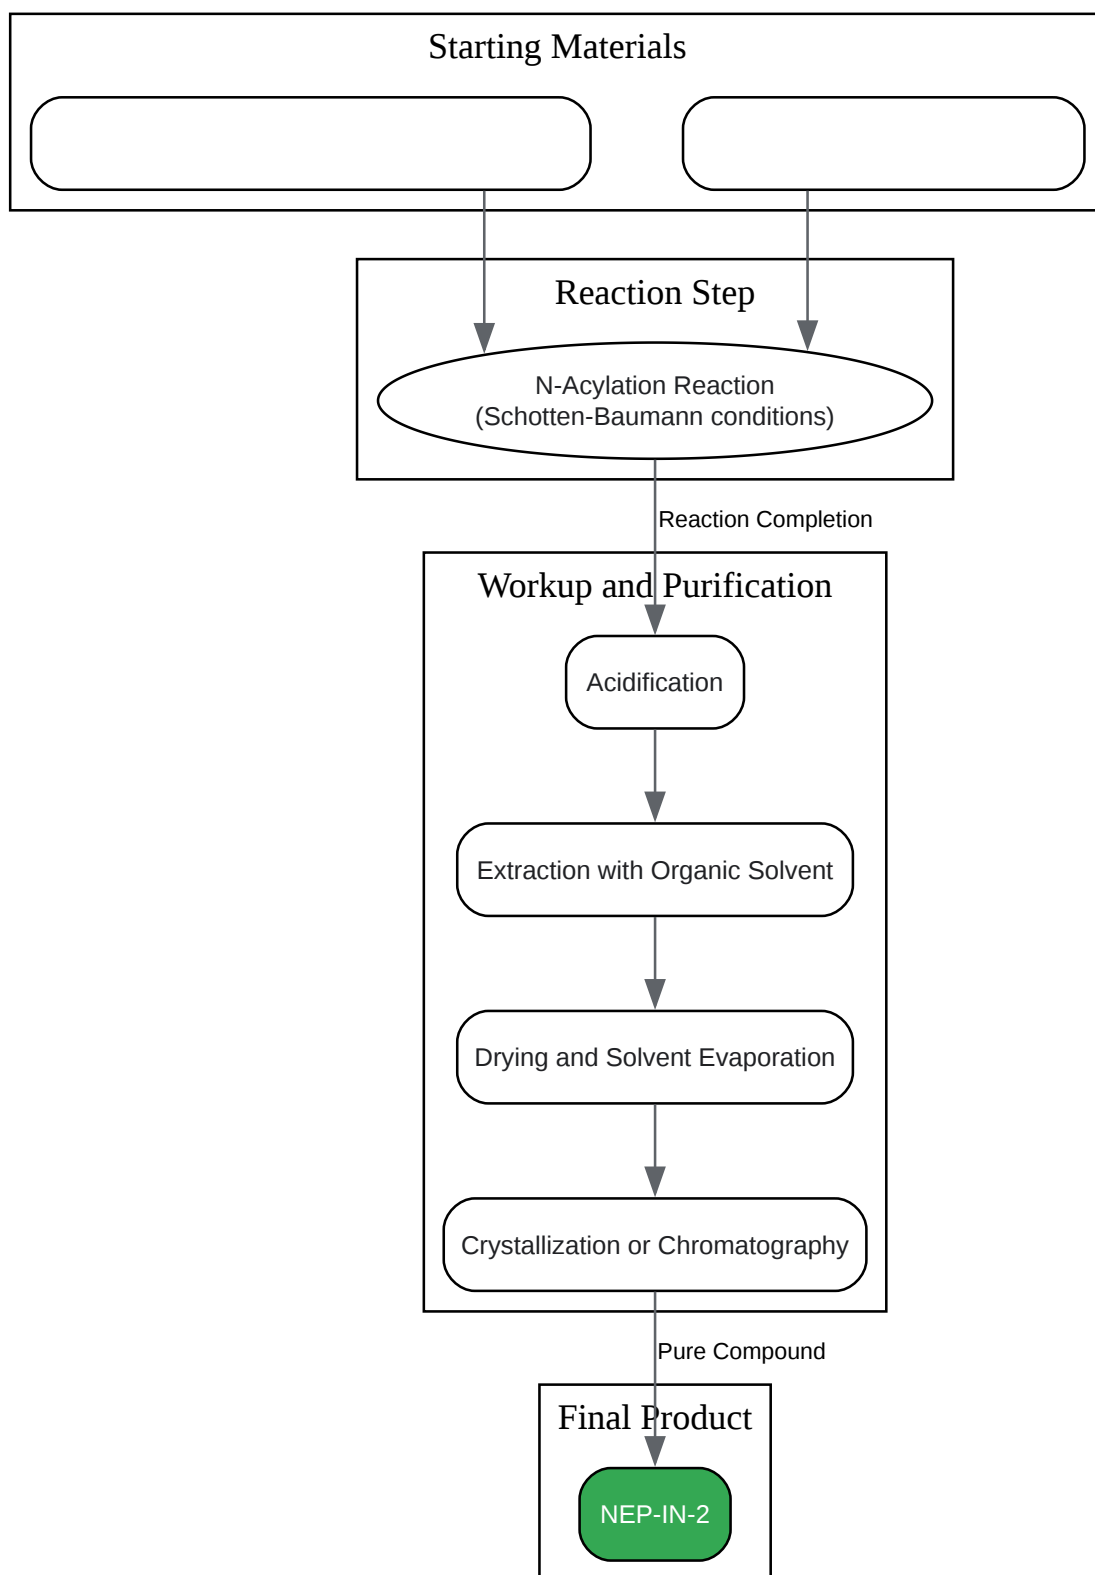 Starting Materials
Reaction Step
N-Acylation Reaction
(Schotten-Baumann conditions)
Reaction Completion
Workup and Purification
Acidification
Extraction with Organic Solvent
Drying and Solvent Evaporation
Crystallization or Chromatography
Pure Compound
Final Product
NEP-IN-2